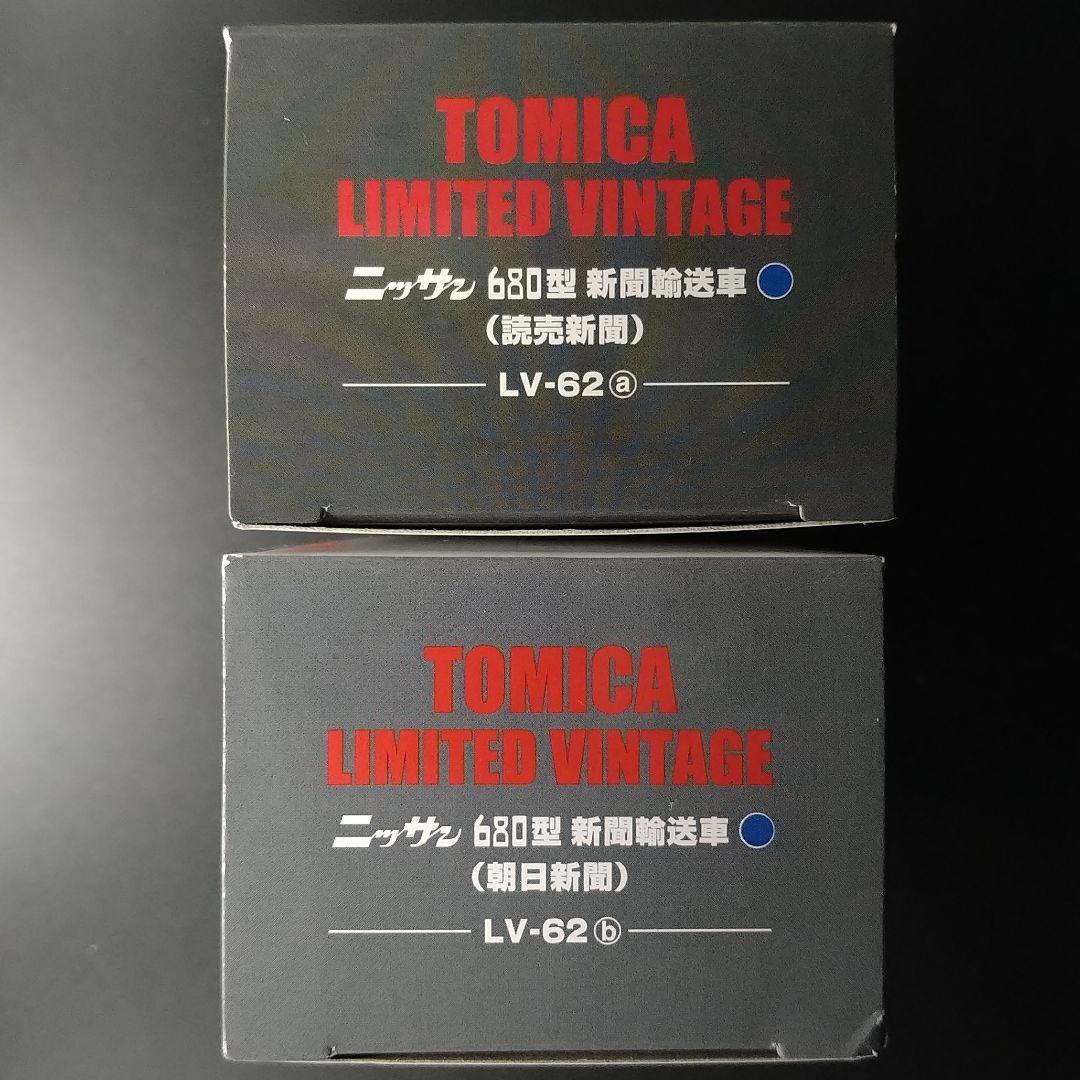 TOMICA
LIMITED VINTAGE
ニッサン 680型 新聞輸送車
(読売新聞)
LV-62ⓐ
TOMICA
LIMITED VINTAGE
ニッサン 680型 新聞輸送車
(朝日新聞)
LV-62ⓑ